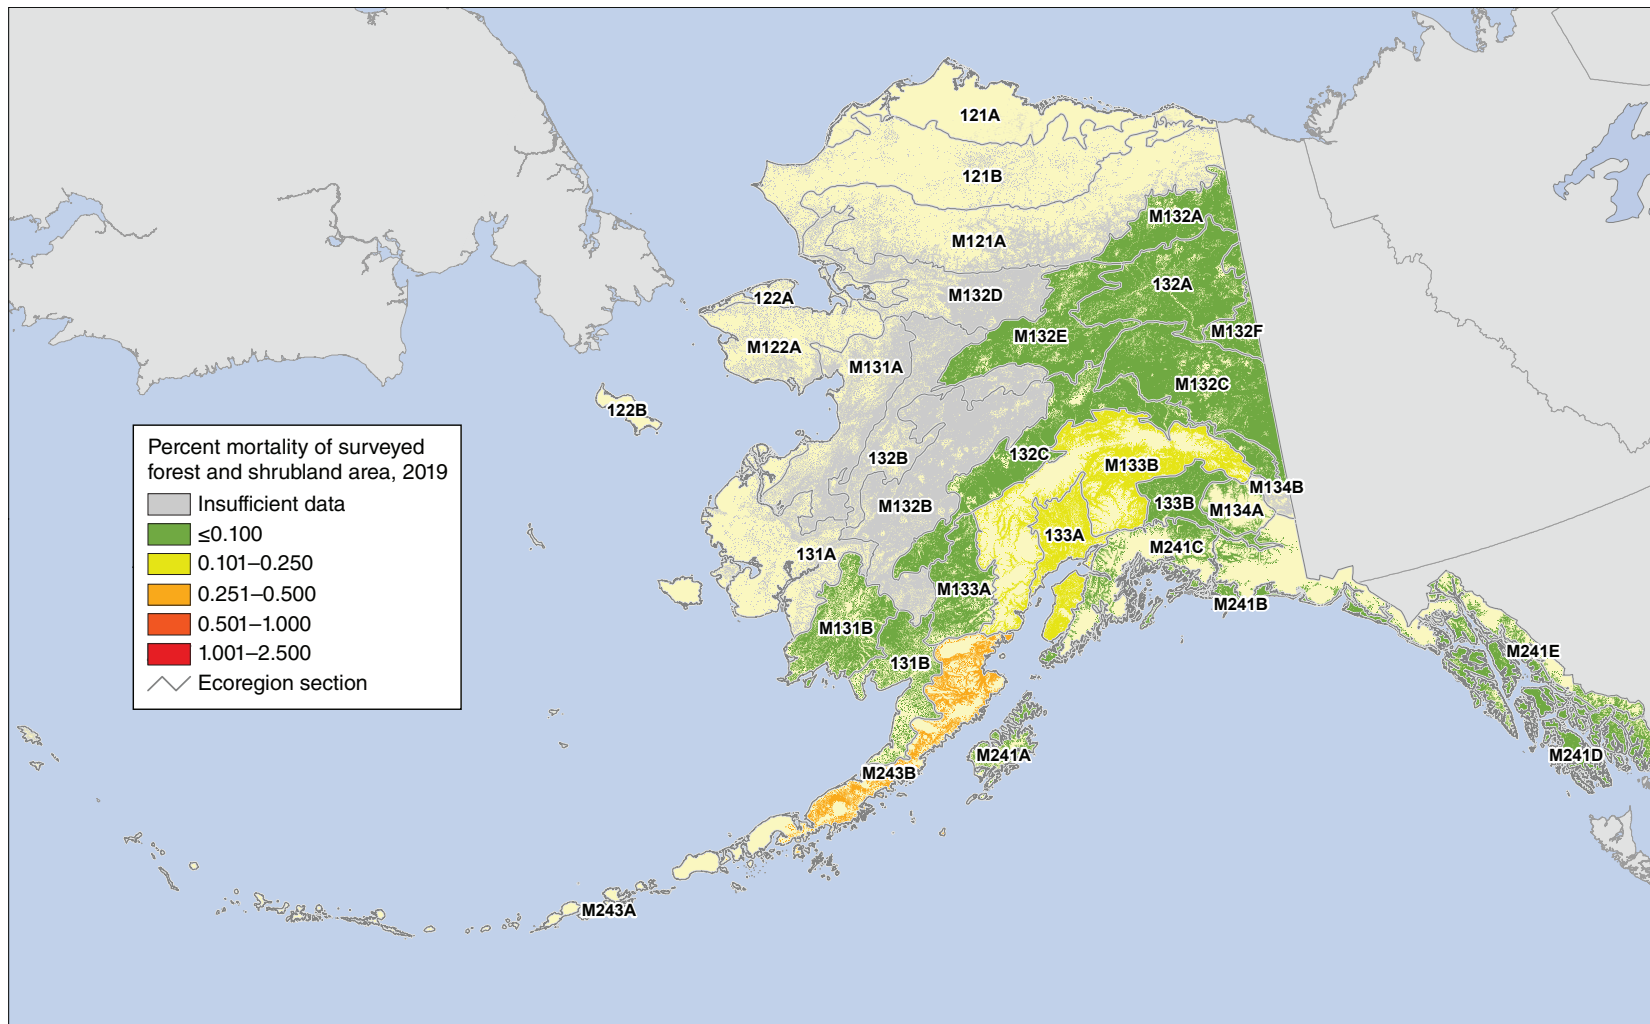 121A
121B
M132A
M121A
132A
M132D
122A
M132F
M132E
M122A
M131A
M132C
122B
Percent mortality of surveyed
forest and shrubland area, 2019
Insufficient data
≤0.100
0.101–0.250
0.251–0.500
0.501–1.000
1.001–2.500
Ecoregion section
132B
132C
M133B
M134B
M132B
133B
M134A
133A
M241C
131A
M133A
M241B
M131B
M241E
131B
M241A
M241D
M243B
M243A